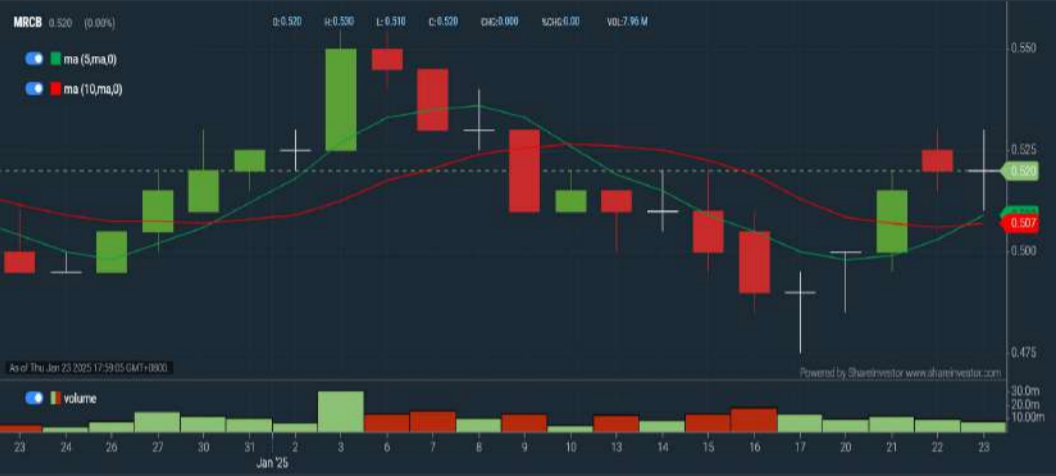 MRCB 0.520 (0.00%) O:0.520 H:0.530 L:0.510 C:0.520 CHG:0.000 %CHG:0.00 VOL:7.96 M
ma (5,ma,0)
ma (10,ma,0)
0.550
0.525
0.520
0.507
0.500
0.475
As of Thu Jan 23 2025 17:59:05 GMT+0800
Powered by ShareInvestor www.shareinvestor.com
volume
30.0m
20.0m
10.00m
23 24 26 27 30 31 2 3 6 7 8 9 10 13 14 15 16 17 20 21 22 23
Jan '25